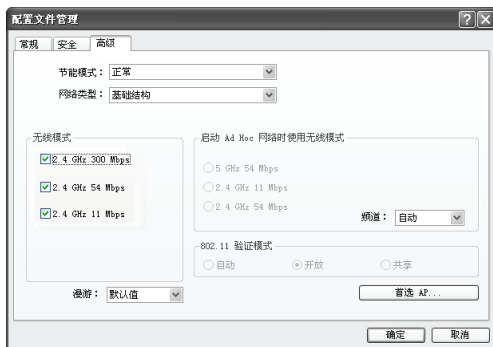 配置文件管理
常规 安全 高级
节能模式： 正常
网络类型： 基础结构
无线模式
2.4 GHz 300 Mbps
2.4 GHz 54 Mbps
2.4 GHz 11 Mbps
启动 Ad Hoc 网络时使用无线模式
5 GHz 54 Mbps
2.4 GHz 11 Mbps
2.4 GHz 54 Mbps
频道： 自动
802.11 验证模式
自动 开放 共享
漫游： 默认值
首选 AP...
确定 取消